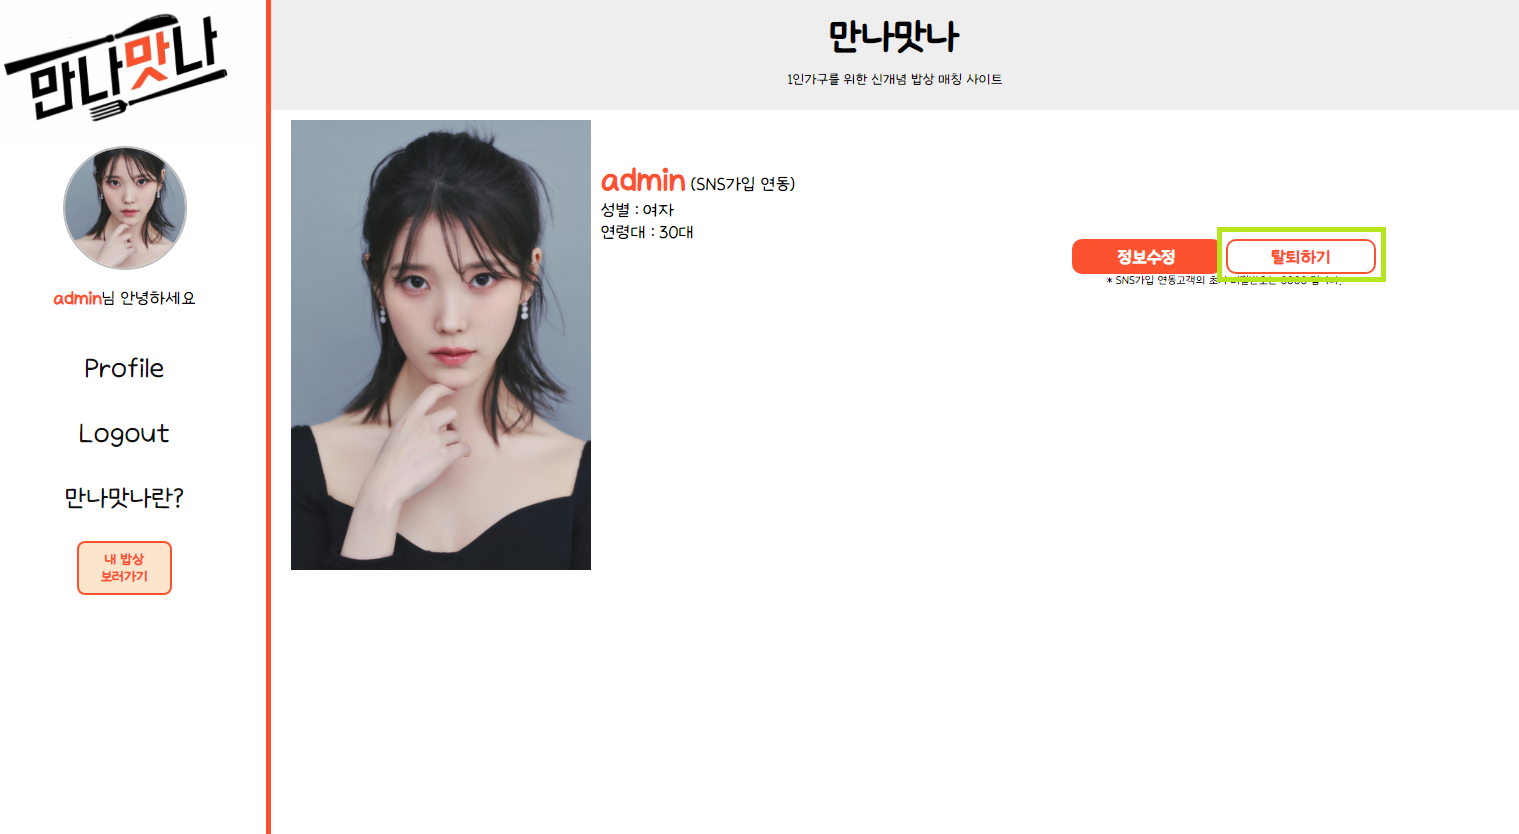 만나맛나
만나맛나
1인가구를 위한 신개념 밥상 매칭 사이트
admin님 안녕하세요
Profile
Logout
만나맛나란?
내 밥상
보러가기
admin (SNS가입 연동)
성별 : 여자
연령대 : 30대
정보수정
탈퇴하기
* SNS가입 연동고객의